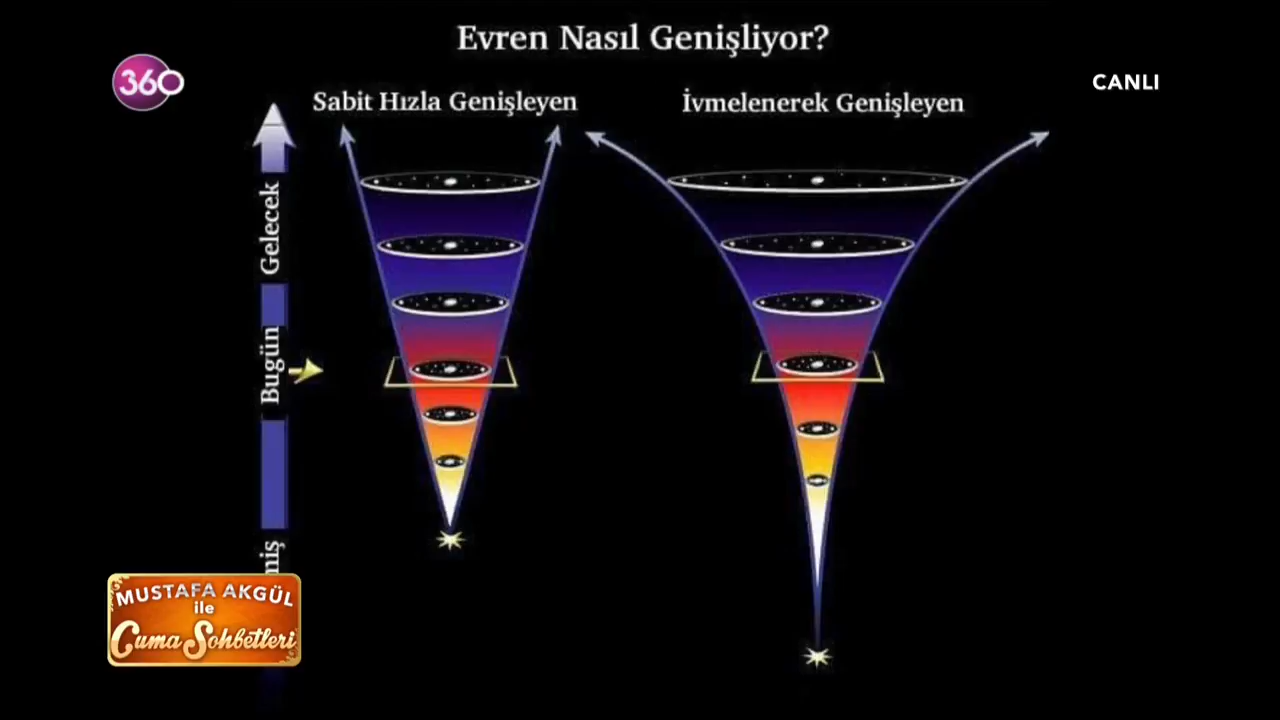 Evren Nasıl Genişliyor?
360
CANLI
Sabit Hızla Genişleyen
İvmelenerek Genişleyen
Gelecek
Bugün
MUSTAFA AKGÜL
ile
Cuma Sohbetleri